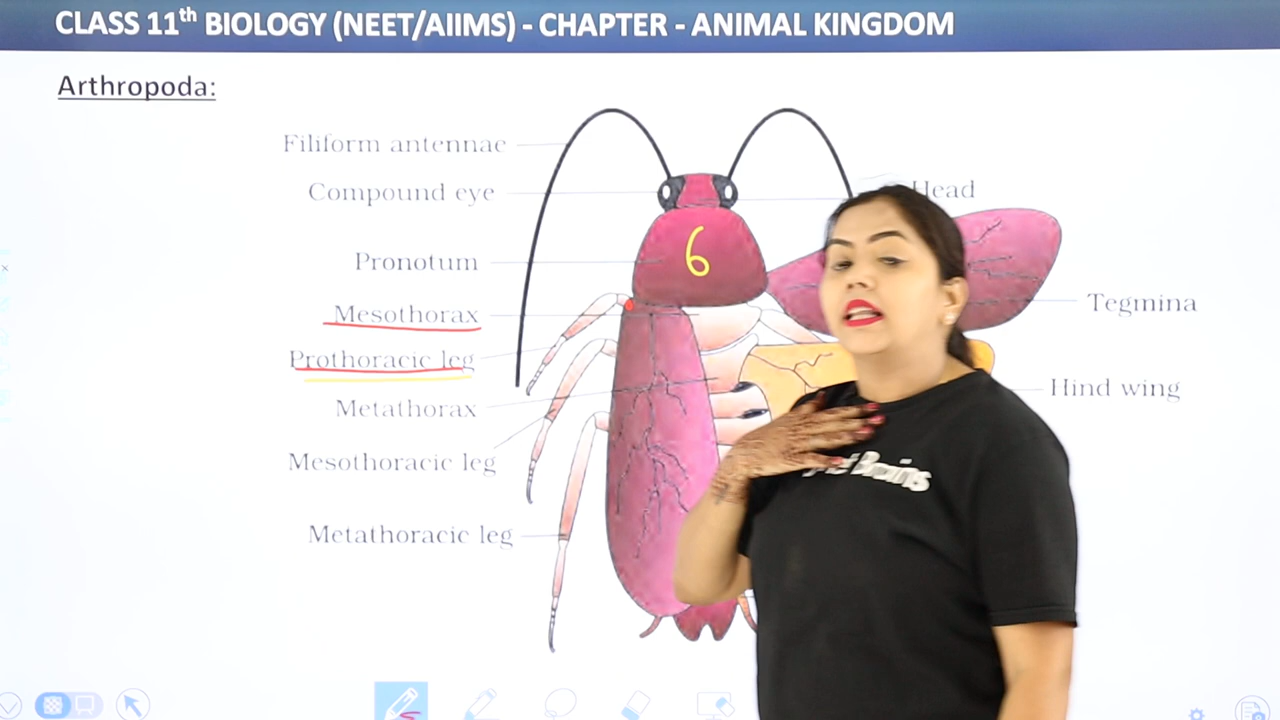 CLASS 11th BIOLOGY (NEET/AIIMS) - CHAPTER - ANIMAL KINGDOM
Arthropoda:
Filiform antennae
Compound eye
Head
Pronotum
6
Mesothorax
Tegmina
Prothoracic leg
Hind wing
Metathorax
Mesothoracic leg
Brains
Metathoracic leg